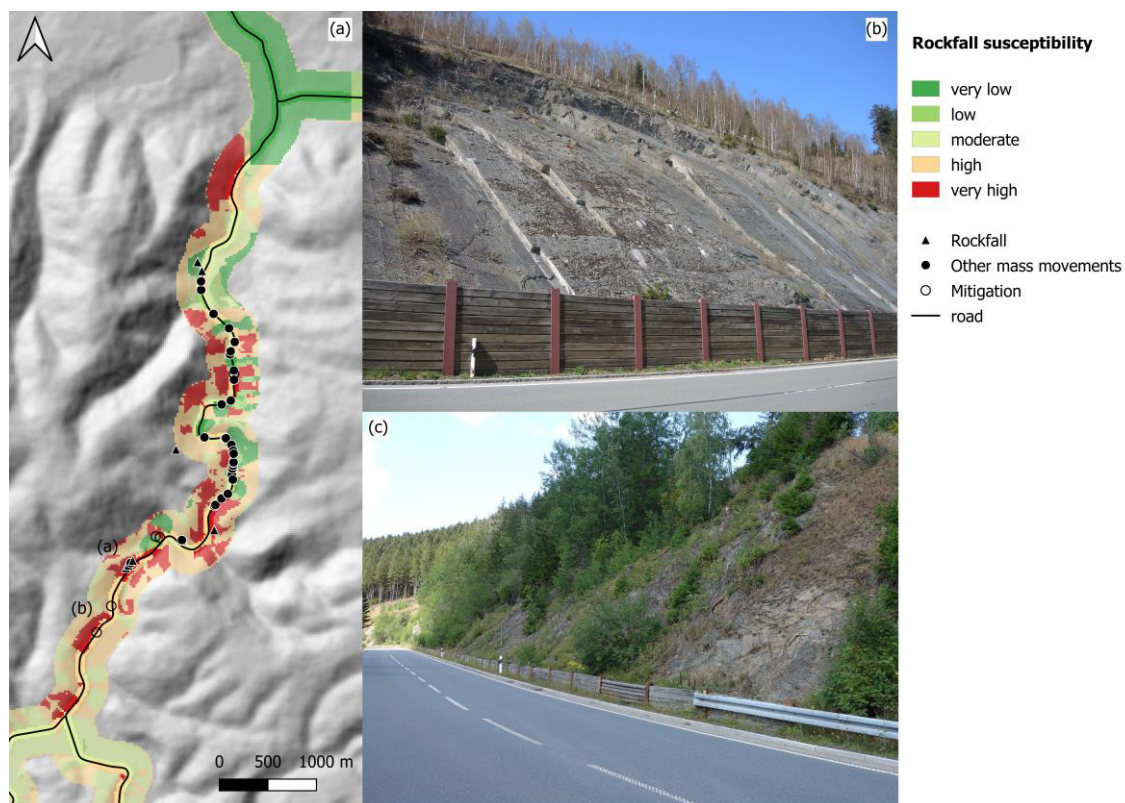 (a)
(b)
(c)
(a)
(b)
0 500 1000 m
Rockfall susceptibility
very low
low
moderate
high
very high
Rockfall
Other mass movements
Mitigation
road